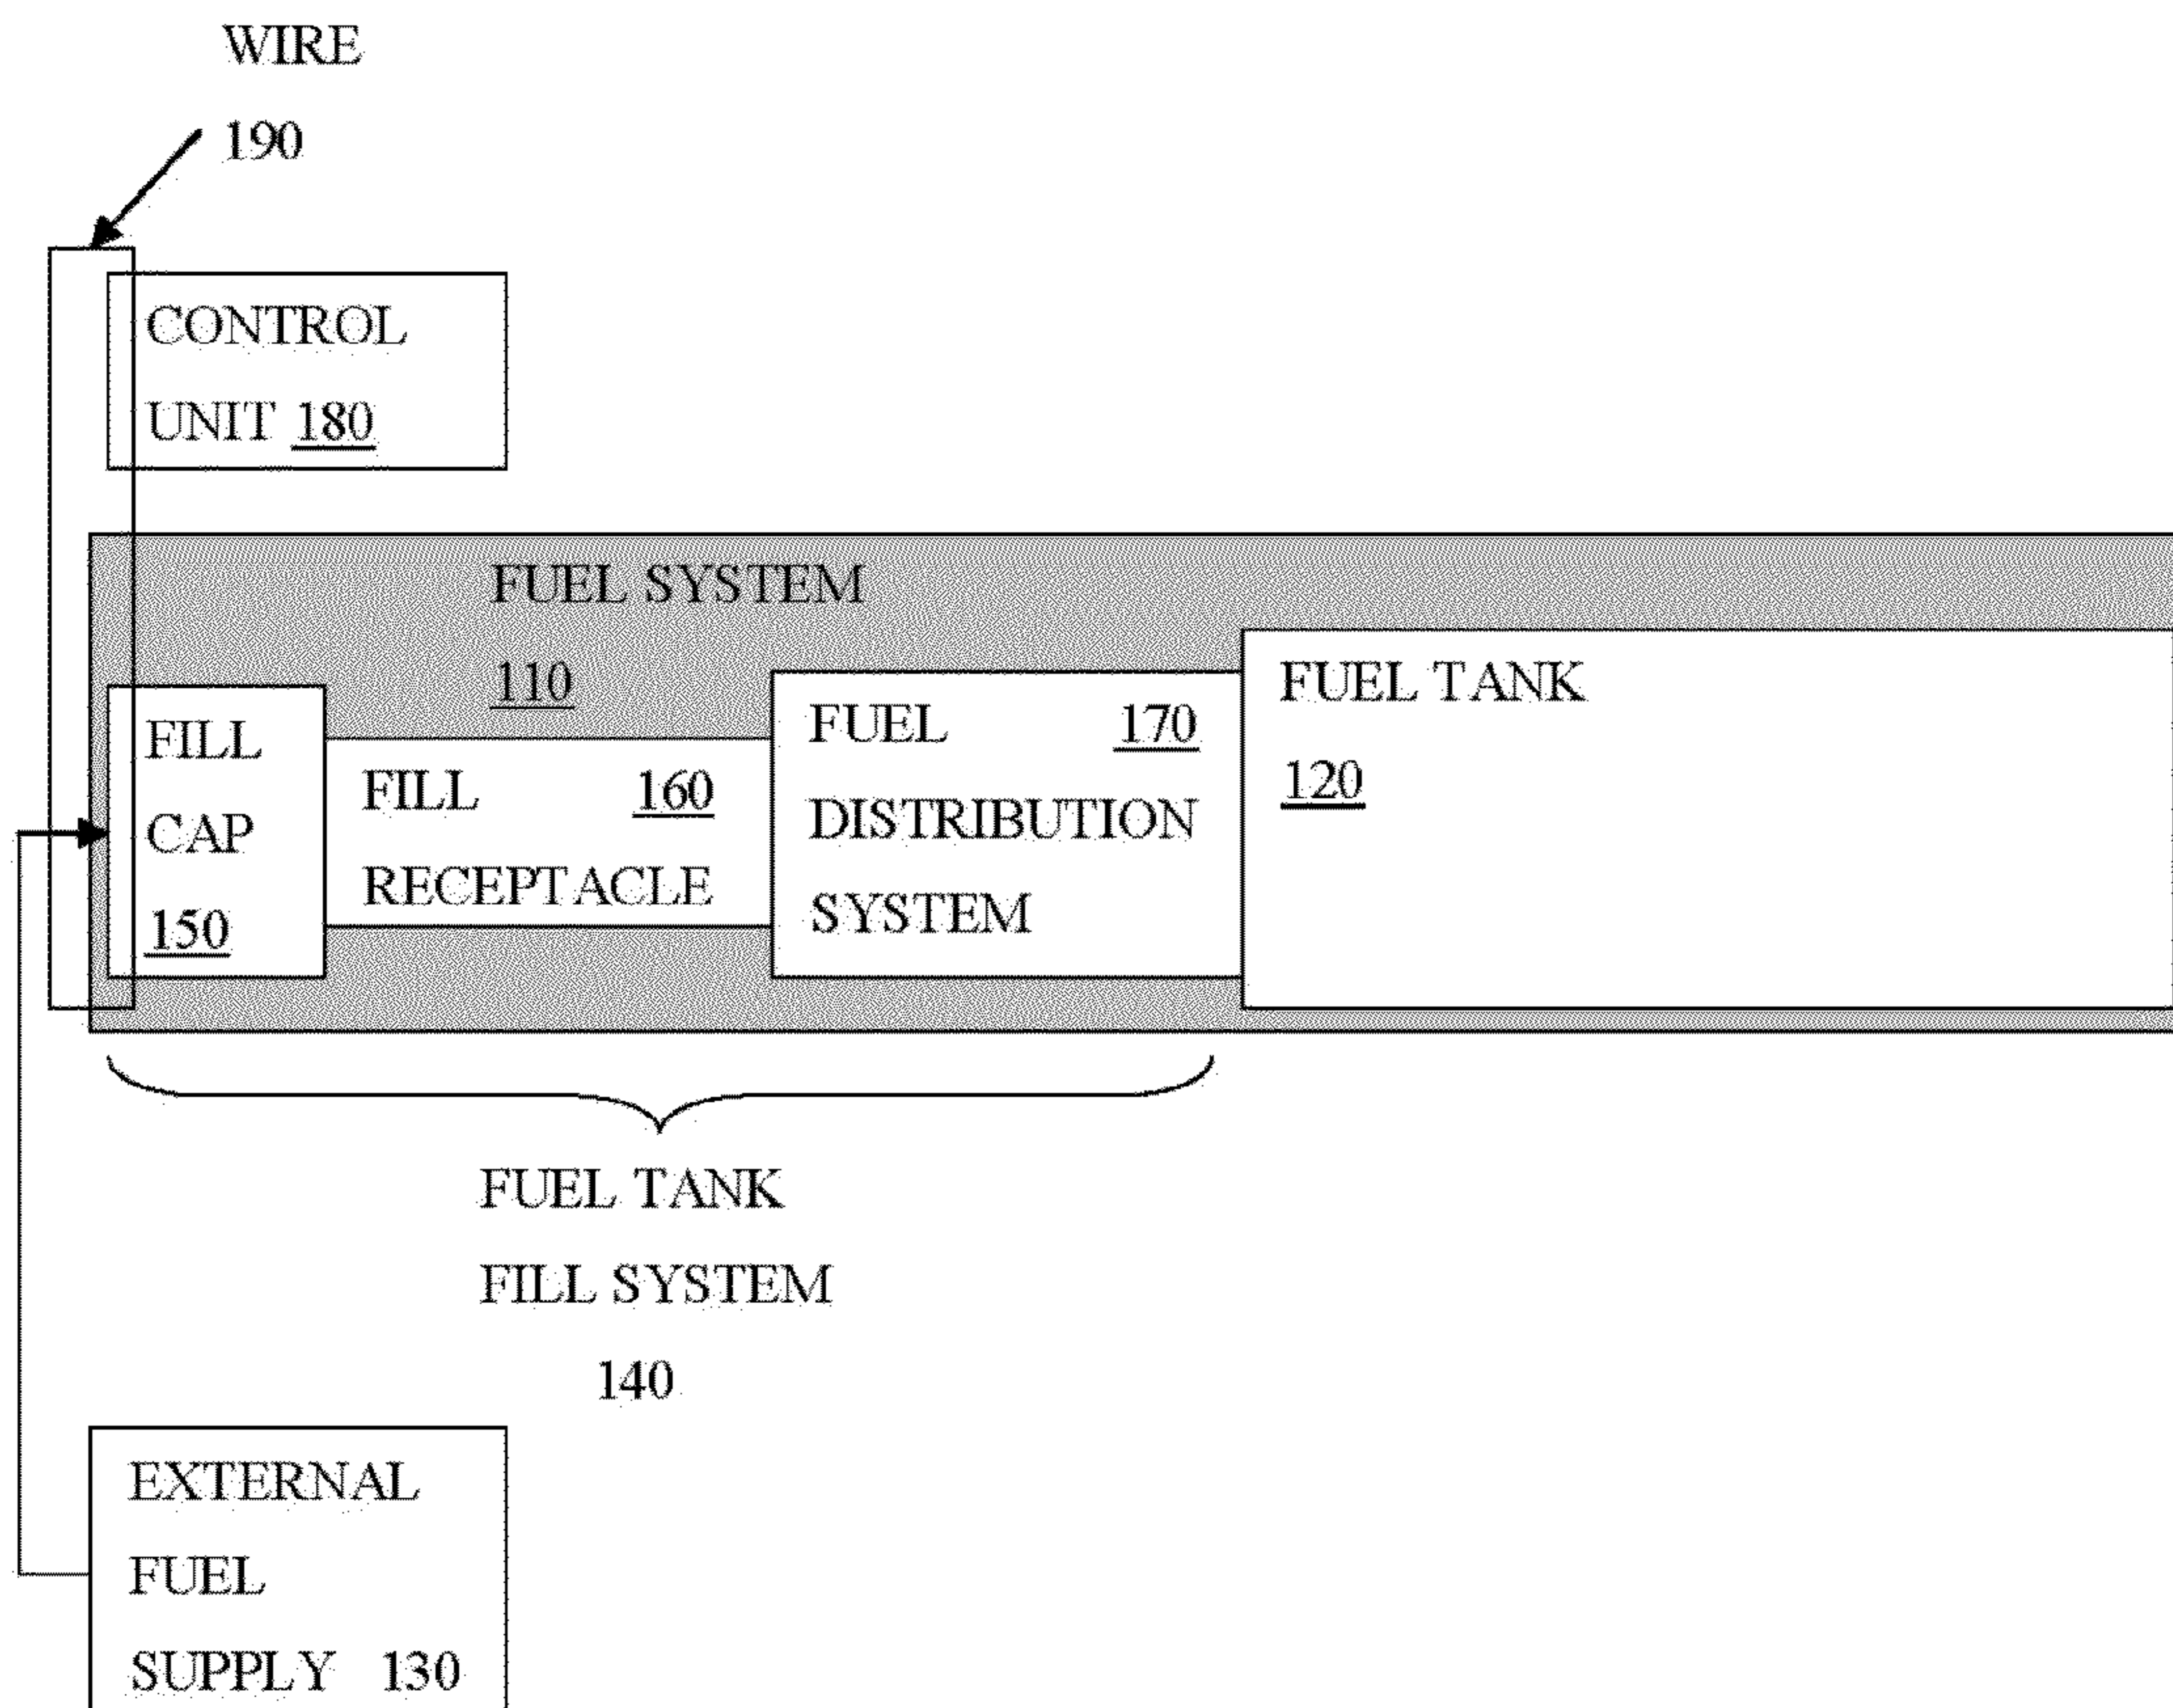 WIRE
190
CONTROL
UNIT 180
FUEL SYSTEM
110
FILL
CAP
150
FILL 160
RECEPTACLE
FUEL 170
DISTRIBUTION
SYSTEM
FUEL TANK
120
FUEL TANK
FILL SYSTEM
140
EXTERNAL
FUEL
SUPPLY 130